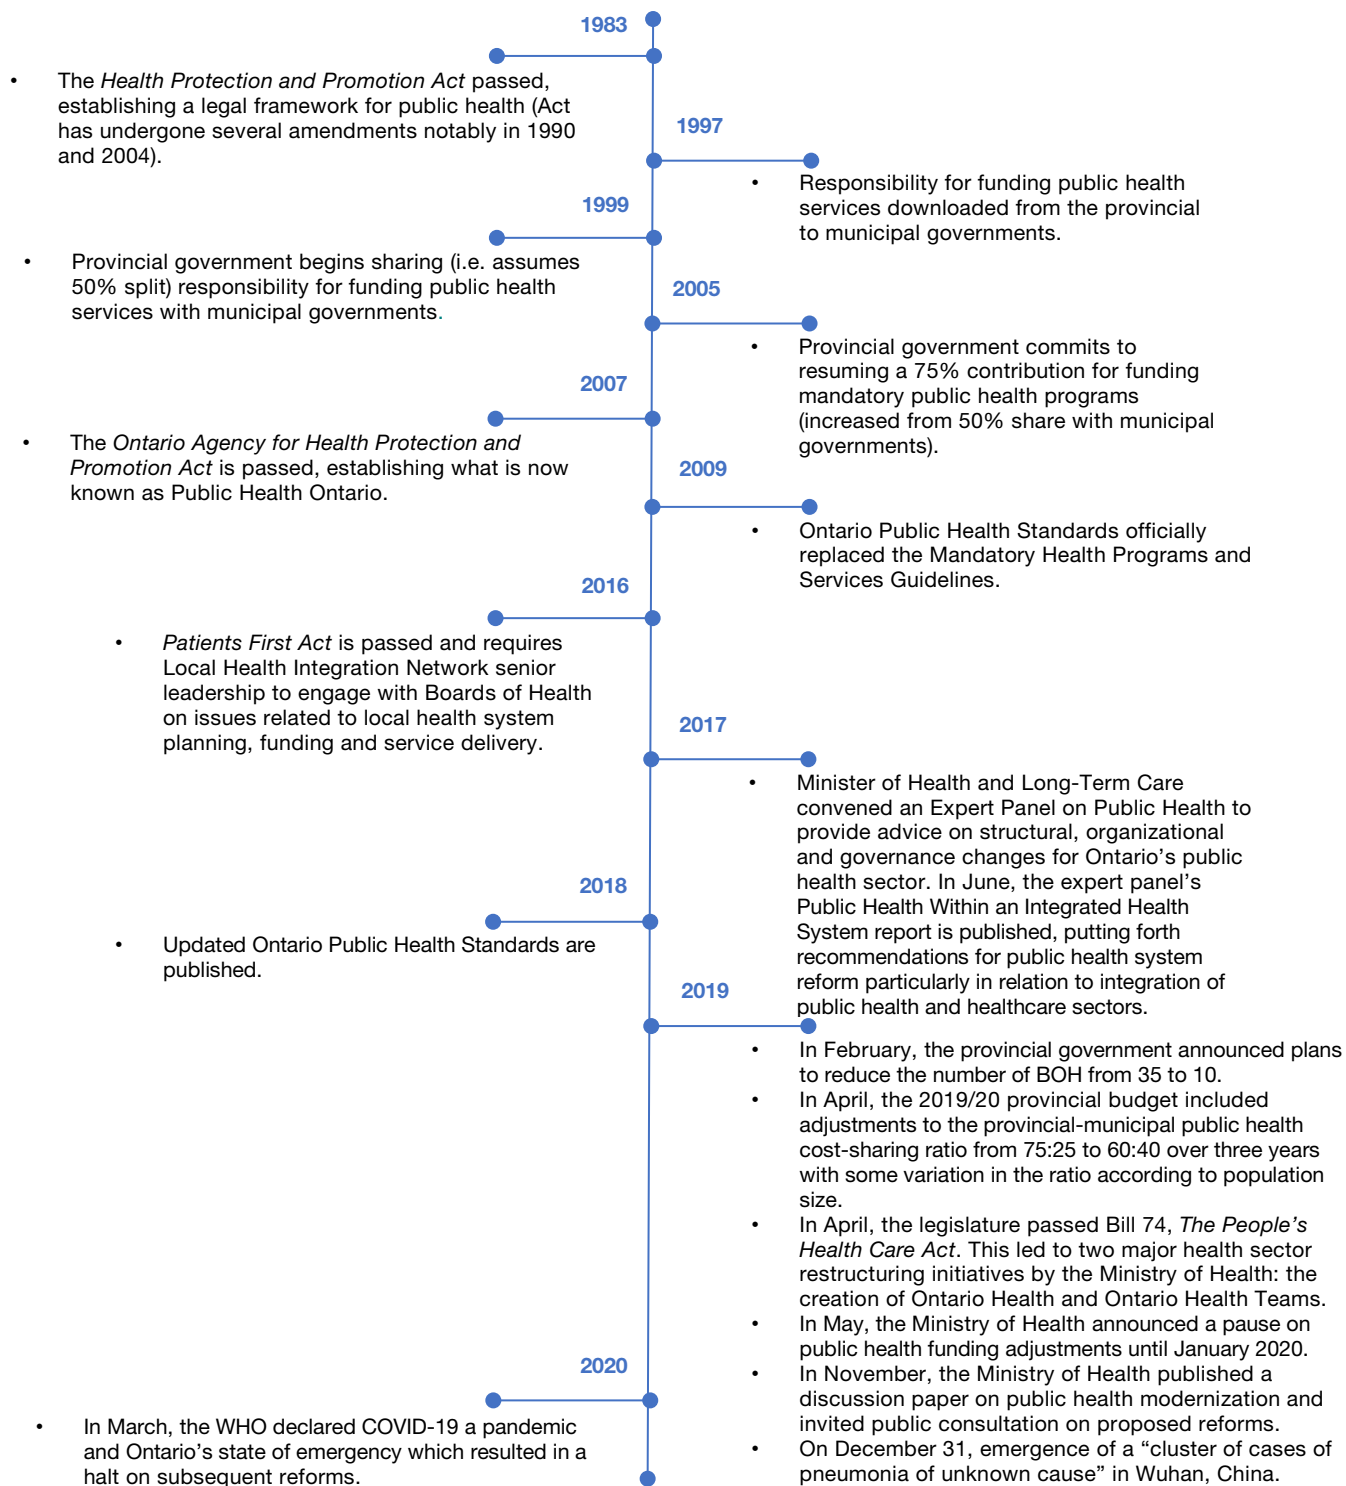 1983
• The Health Protection and Promotion Act passed,
establishing a legal framework for public health (Act
has undergone several amendments notably in 1990
and 2004).
1997
• Responsibility for funding public health
services downloaded from the provincial
to municipal governments.
1999
• Provincial government begins sharing (i.e. assumes
50% split) responsibility for funding public health
services with municipal governments.
2005
• Provincial government commits to
resuming a 75% contribution for funding
mandatory public health programs
(increased from 50% share with municipal
governments).
2007
• The Ontario Agency for Health Protection and
Promotion Act is passed, establishing what is now
known as Public Health Ontario.
2009
• Ontario Public Health Standards officially
replaced the Mandatory Health Programs and
Services Guidelines.
2016
• Patients First Act is passed and requires
Local Health Integration Network senior
leadership to engage with Boards of Health
on issues related to local health system
planning, funding and service delivery.
2017
• Minister of Health and Long-Term Care
convened an Expert Panel on Public Health to
provide advice on structural, organizational
and governance changes for Ontario’s public
health sector. In June, the expert panel’s
Public Health Within an Integrated Health
System report is published, putting forth
recommendations for public health system
reform particularly in relation to integration of
public health and healthcare sectors.
2018
• Updated Ontario Public Health Standards are
published.
2019
• In February, the provincial government announced plans
to reduce the number of BOH from 35 to 10.
• In April, the 2019/20 provincial budget included
adjustments to the provincial-municipal public health
cost-sharing ratio from 75:25 to 60:40 over three years
with some variation in the ratio according to population
size.
• In April, the legislature passed Bill 74, The People’s
Health Care Act. This led to two major health sector
restructuring initiatives by the Ministry of Health: the
creation of Ontario Health and Ontario Health Teams.
• In May, the Ministry of Health announced a pause on
public health funding adjustments until January 2020.
• In November, the Ministry of Health published a
discussion paper on public health modernization and
invited public consultation on proposed reforms.
• On December 31, emergence of a “cluster of cases of
pneumonia of unknown cause” in Wuhan, China.
2020
• In March, the WHO declared COVID-19 a pandemic
and Ontario’s state of emergency which resulted in a
halt on subsequent reforms.